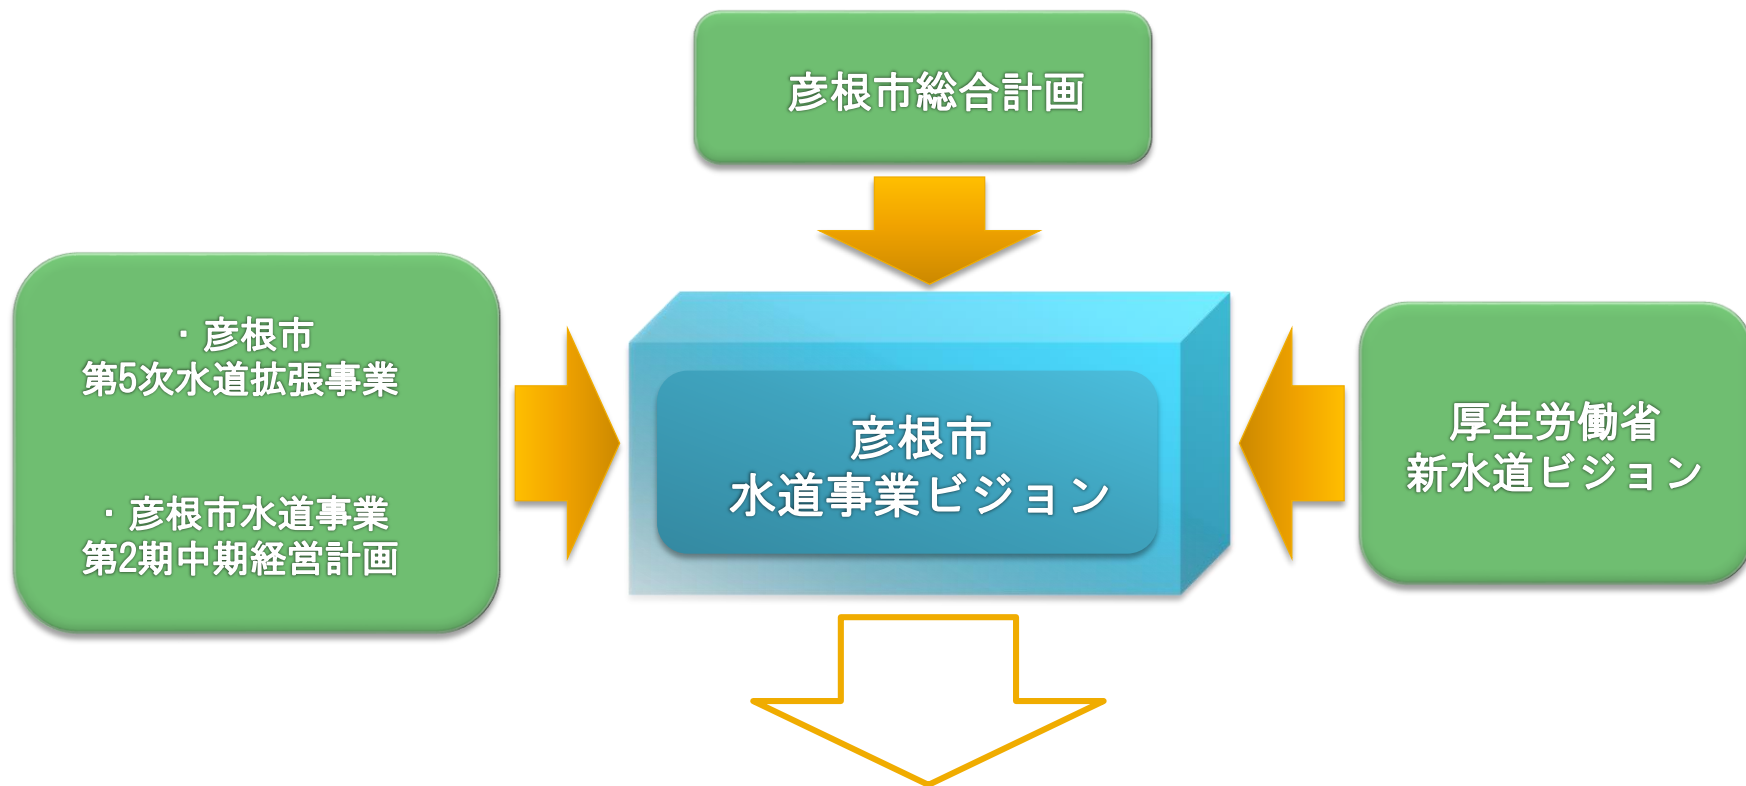 彦根市総合計画
・彦根市
第5次水道拡張事業
・彦根市水道事業
第2期中期経営計画
彦根市
水道事業ビジョン
厚生労働省
新水道ビジョン